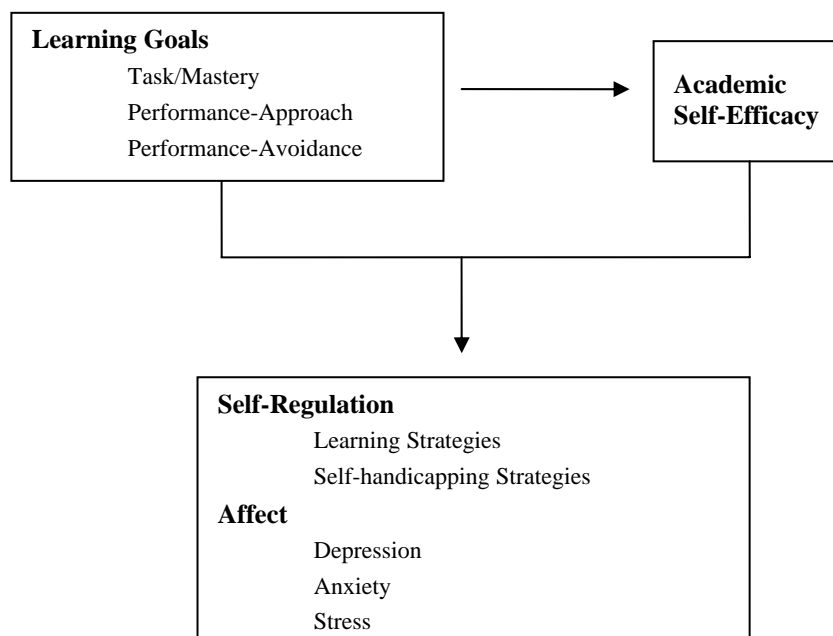 Learning Goals
Task/Mastery
Performance-Approach
Performance-Avoidance
Academic
Self-Efficacy
Self-Regulation
Learning Strategies
Self-handicapping Strategies
Affect
Depression
Anxiety
Stress